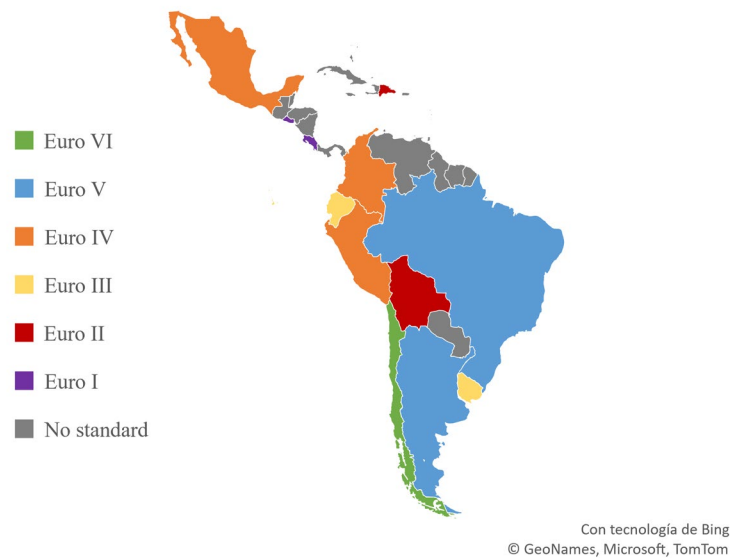 Euro VI
Euro V
Euro IV
Euro III
Euro II
Euro I
No standard
Con tecnología de Bing
© GeoNames, Microsoft, TomTom